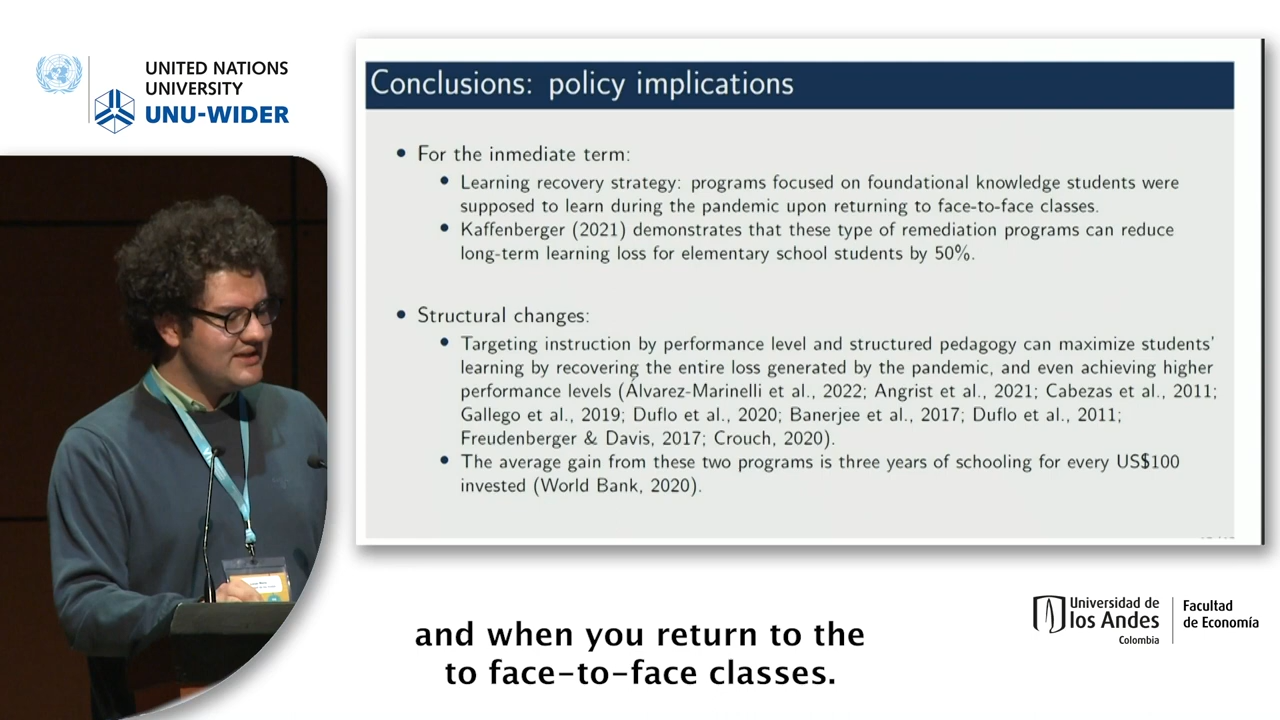 UNITED NATIONS
UNIVERSITY
UNU-WIDER
Conclusions: policy implications
For the inmediate term:
Learning recovery strategy: programs focused on foundational knowledge students were
supposed to learn during the pandemic upon returning to face-to-face classes.
Kaffenberger (2021) demonstrates that these type of remediation programs can reduce
long-term learning loss for elementary school students by 50%.
Structural changes:
Targeting instruction by performance level and structured pedagogy can maximize students'
learning by recovering the entire loss generated by the pandemic, and even achieving higher
performance levels (Álvarez-Marinelli et al., 2022; Angrist et al., 2021; Cabezas et al., 2011;
Gallego et al., 2019; Duflo et al., 2020; Banerjee et al., 2017; Duflo et al., 2011;
Freudenberger & Davis, 2017; Crouch, 2020).
The average gain from these two programs is three years of schooling for every US$100
invested (World Bank, 2020).
and when you return to the
to face-to-face classes.
Universidad de
los Andes
Colombia
Facultad
de Economía